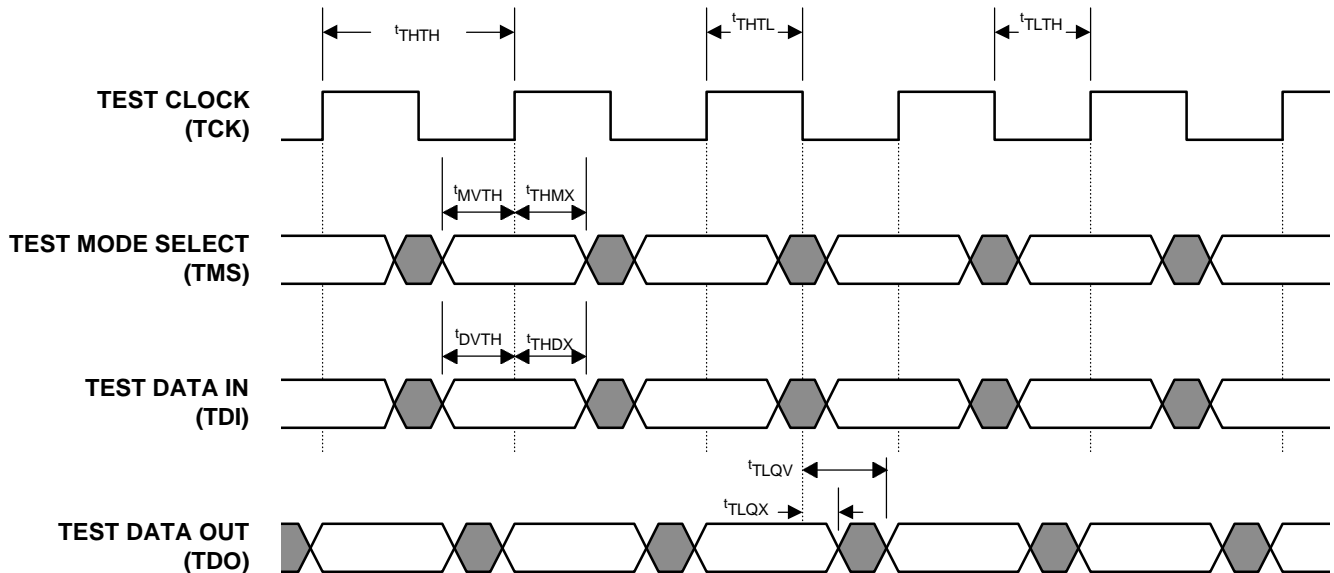 tTHTH
tTHTL
tTLTH
TEST CLOCK
(TCK)
tMVTH
tTHMX
TEST MODE SELECT
(TMS)
tDVTH
tTHDX
TEST DATA IN
(TDI)
tTLQV
tTLQX
TEST DATA OUT
(TDO)